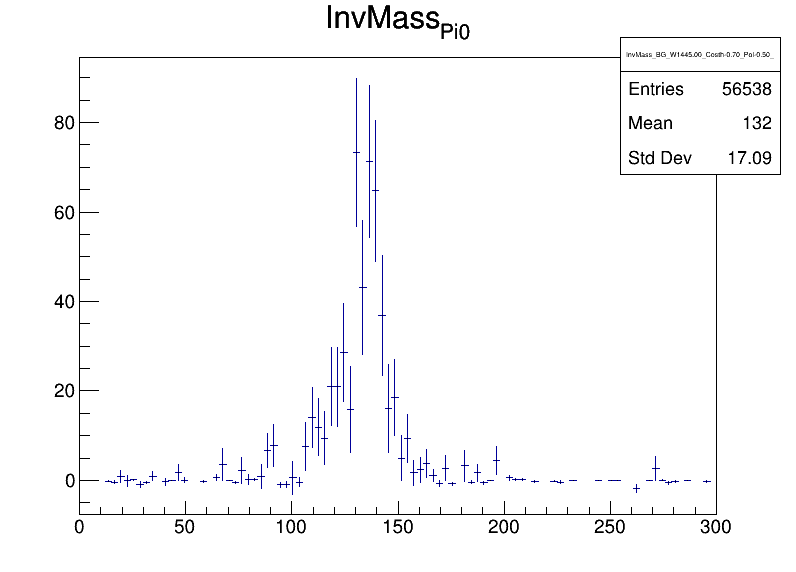 InvMass_Pi0
InvMass_BG_W1445.00_Costh-0.70_Pol-0.50_
Entries 56538
Mean 132
Std Dev 17.09
80
60
40
20
0
0 50 100 150 200 250 300